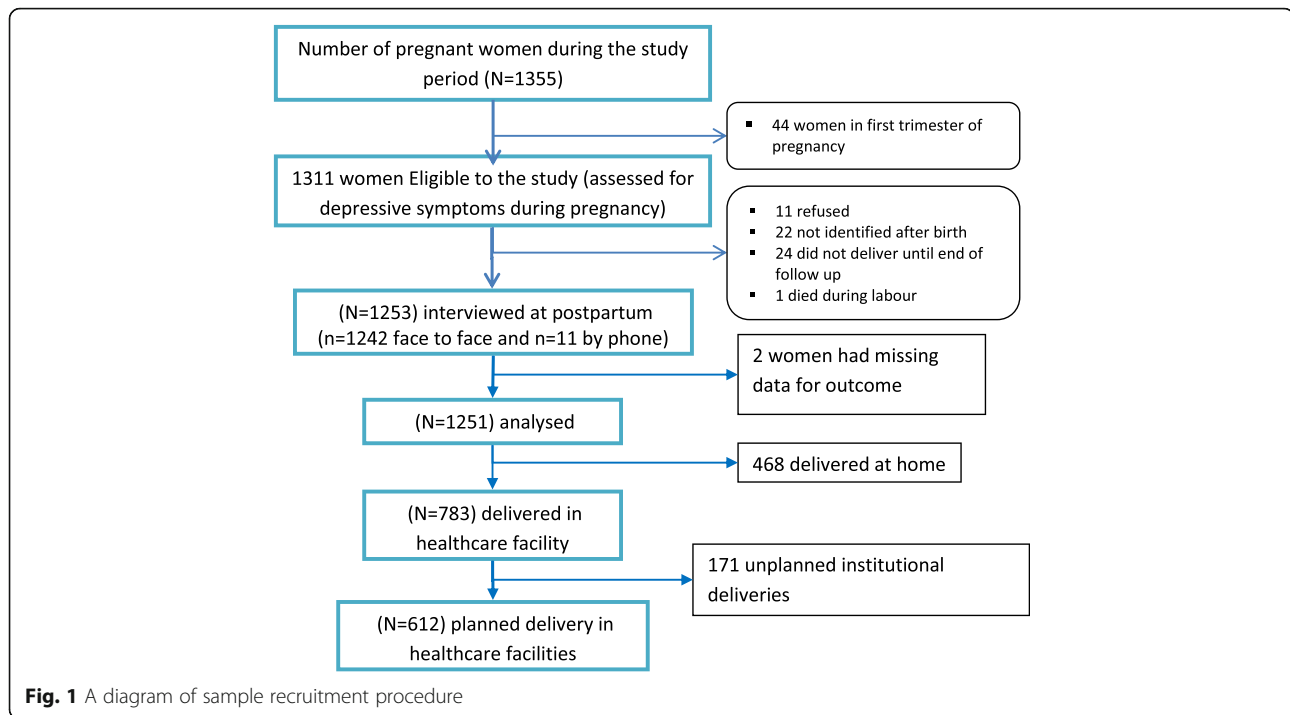 Number of pregnant women during the study
period (N=1355)
▪ 44 women in first trimester of
pregnancy
1311 women Eligible to the study (assessed for
depressive symptoms during pregnancy)
▪ 11 refused
▪ 22 not identified after birth
▪ 24 did not deliver until end of
follow up
▪ 1 died during labour
(N=1253) interviewed at postpartum
(n=1242 face to face and n=11 by phone)
2 women had missing
data for outcome
(N=1251) analysed
468 delivered at home
(N=783) delivered in
healthcare facility
171 unplanned institutional
deliveries
(N=612) planned delivery in
healthcare facilities
Fig. 1 A diagram of sample recruitment procedure